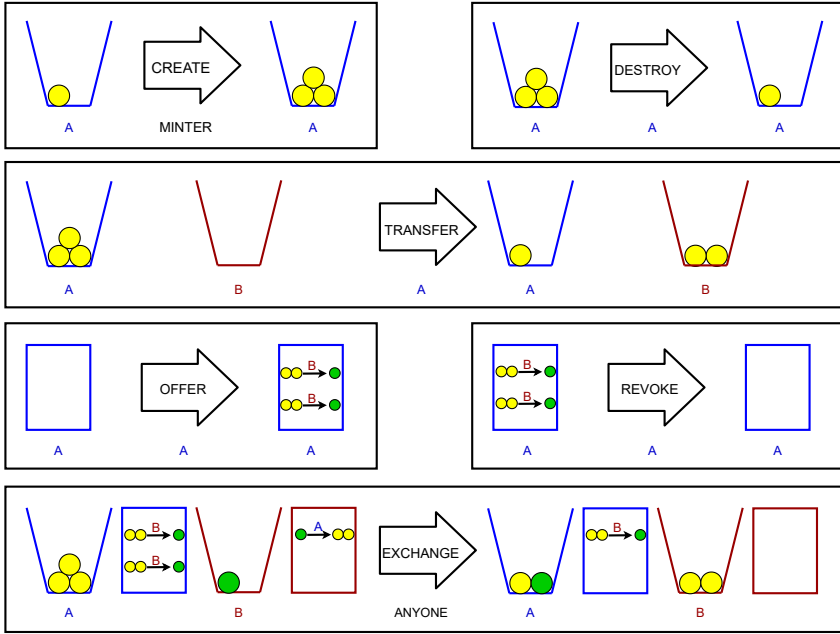 CREATE
A MINTER A
DESTROY
A A A
TRANSFER
A B A A B
B B
OFFER
A A A
B B
REVOKE
A A A
B A B
B
EXCHANGE
A B ANYONE A B